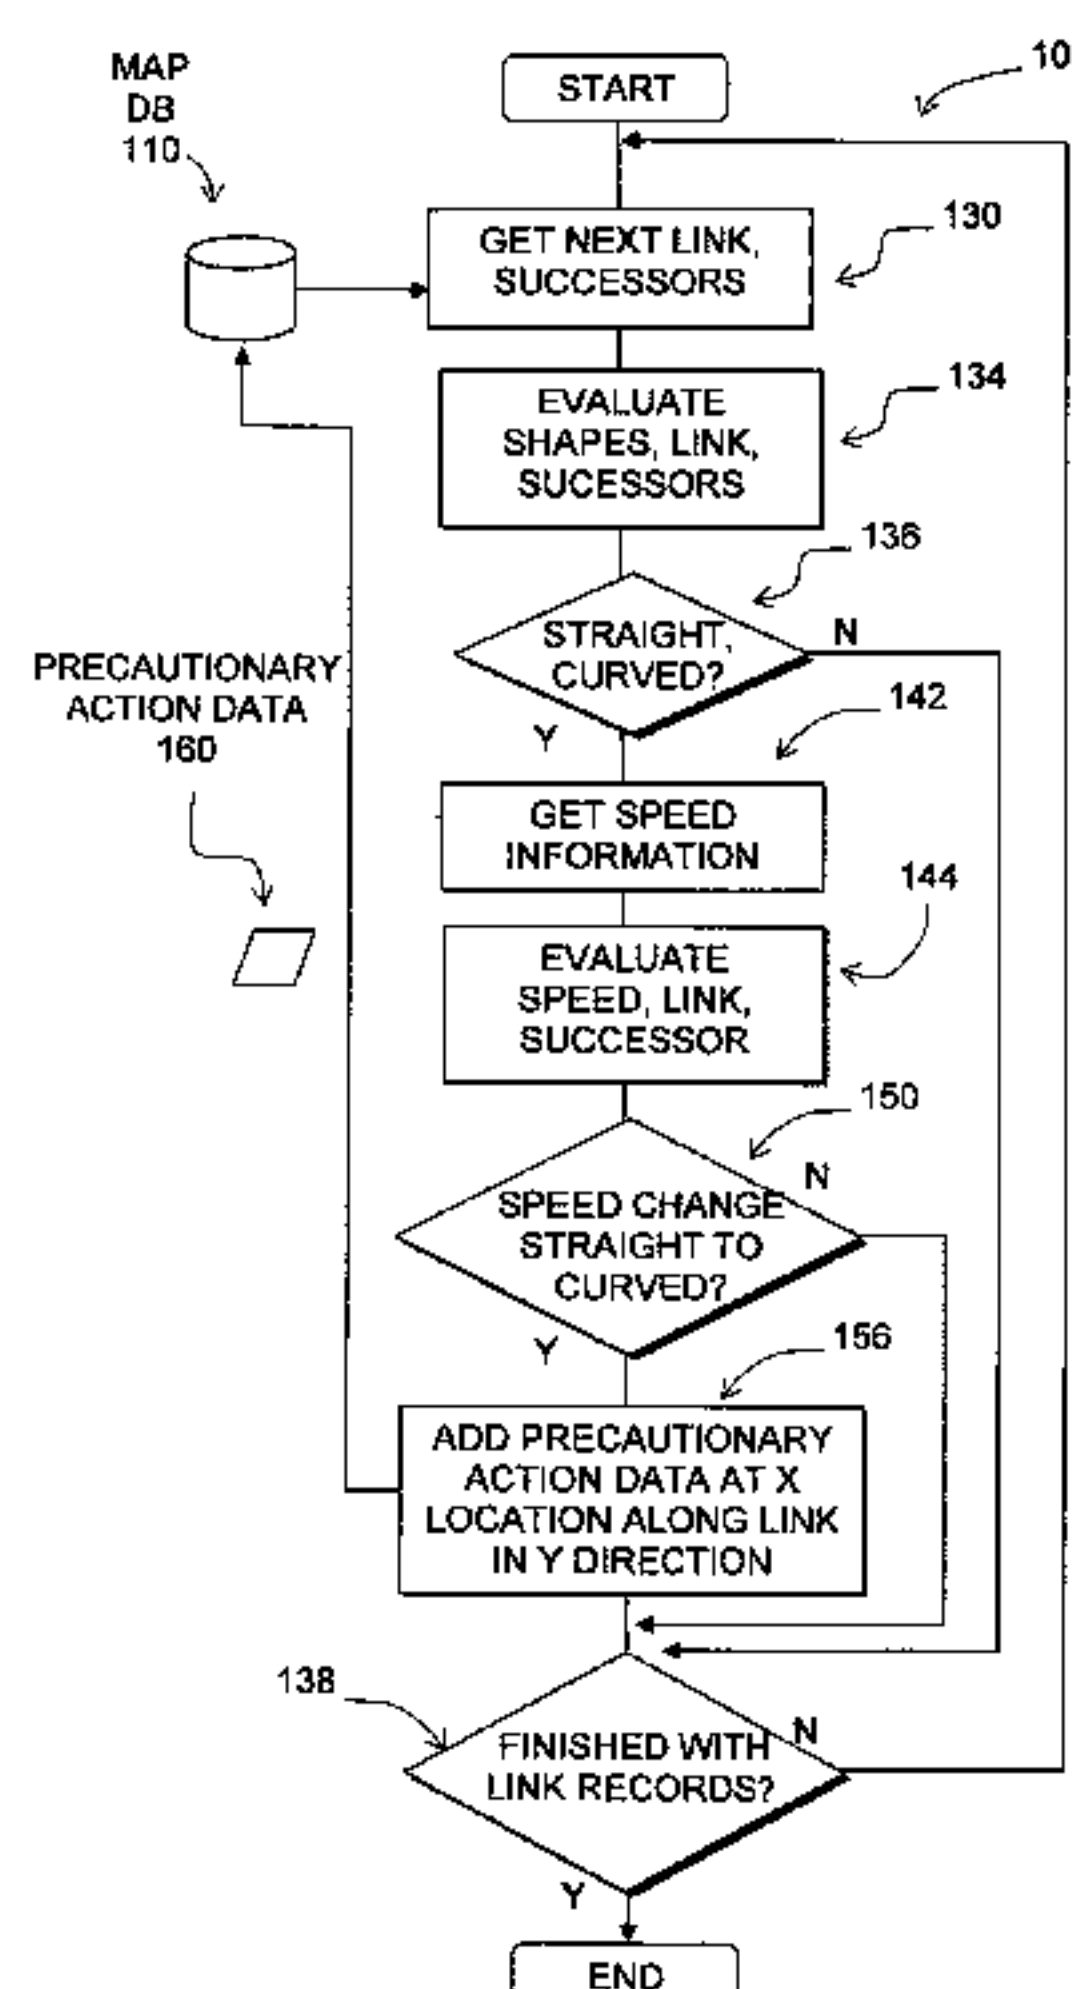 MAP
DB
110
START
10
GET NEXT LINK,
SUCCESSORS
130
EVALUATE
SHAPES, LINK,
SUCESSORS
134
136
STRAIGHT,
CURVED?
N
Y
PRECAUTIONARY
ACTION DATA
160
142
GET SPEED
INFORMATION
144
EVALUATE
SPEED, LINK,
SUCCESSOR
150
SPEED CHANGE
STRAIGHT TO
CURVED?
N
Y
156
ADD PRECAUTIONARY
ACTION DATA AT X
LOCATION ALONG LINK
IN Y DIRECTION
138
FINISHED WITH
LINK RECORDS?
N
Y
END